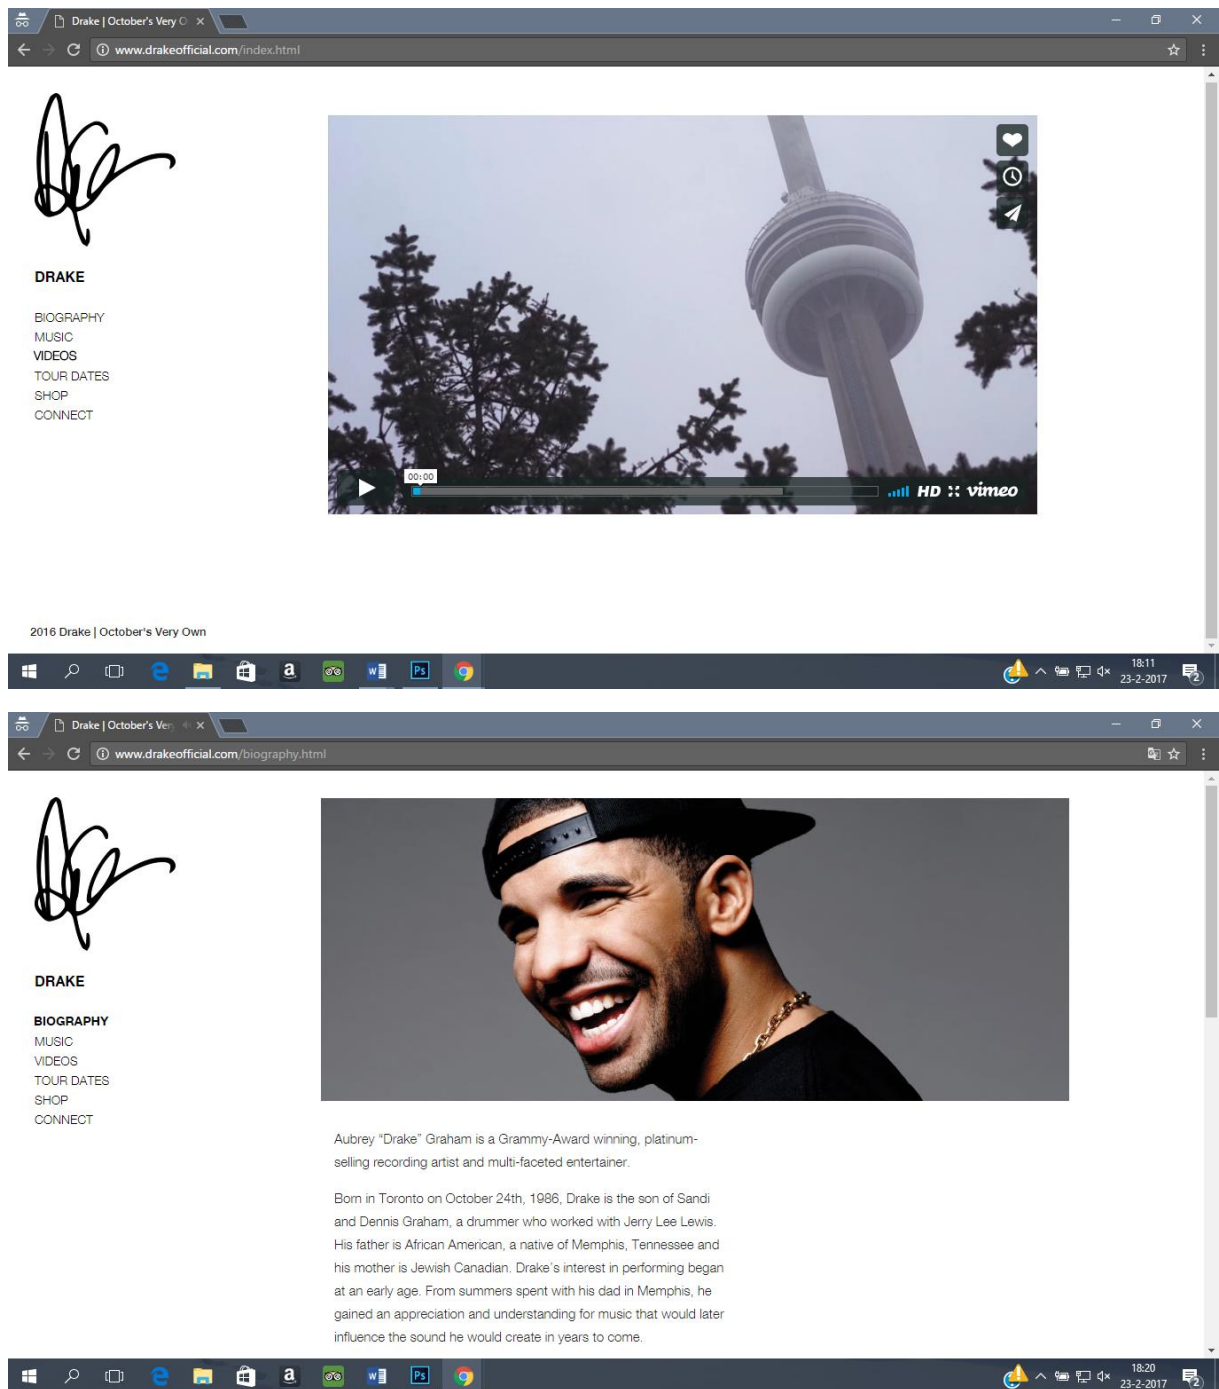 Drake | October's Very O
www.drakeofficial.com/index.html
DRAKE
BIOGRAPHY
MUSIC
VIDEOS
TOUR DATES
SHOP
CONNECT
00:00
HD vimeo
2016 Drake | October's Very Own
a
W
Ps
18:11
23-2-2017
2
Drake | October's Very
www.drakeofficial.com/biography.html
DRAKE
BIOGRAPHY
MUSIC
VIDEOS
TOUR DATES
SHOP
CONNECT
Aubrey “Drake” Graham is a Grammy-Award winning, platinum-
selling recording artist and multi-faceted entertainer.
Born in Toronto on October 24th, 1986, Drake is the son of Sandi
and Dennis Graham, a drummer who worked with Jerry Lee Lewis.
His father is African American, a native of Memphis, Tennessee and
his mother is Jewish Canadian. Drake's interest in performing began
at an early age. From summers spent with his dad in Memphis, he
gained an appreciation and understanding for music that would later
influence the sound he would create in years to come.
a
W
Ps
18:20
23-2-2017
2